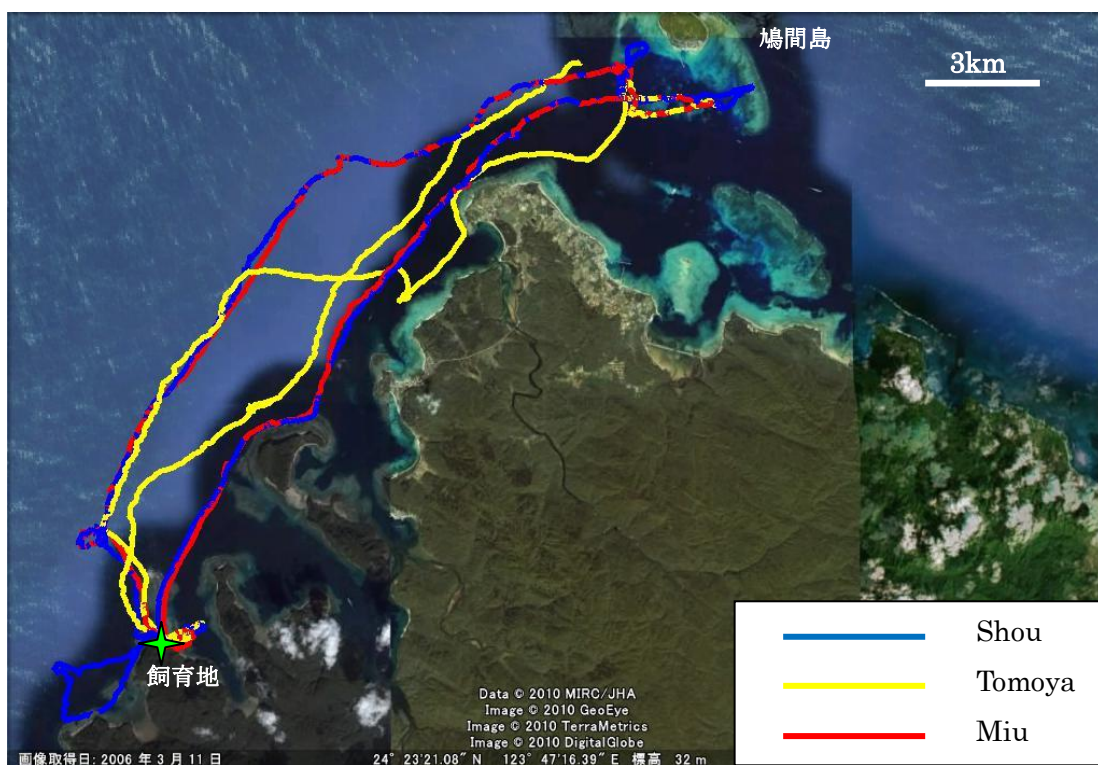 鳩間島
3km
飼育地
Shou
Tomoya
Miu
Data © 2010 MIRC/JHA
Image © 2010 GeoEye
Image © 2010 TerraMetrics
Image © 2010 DigitalGlobe
画像取得日: 2006 年 3 月 11 日 24° 23'21.08" N 123° 47'16.39" E 標高 32 m